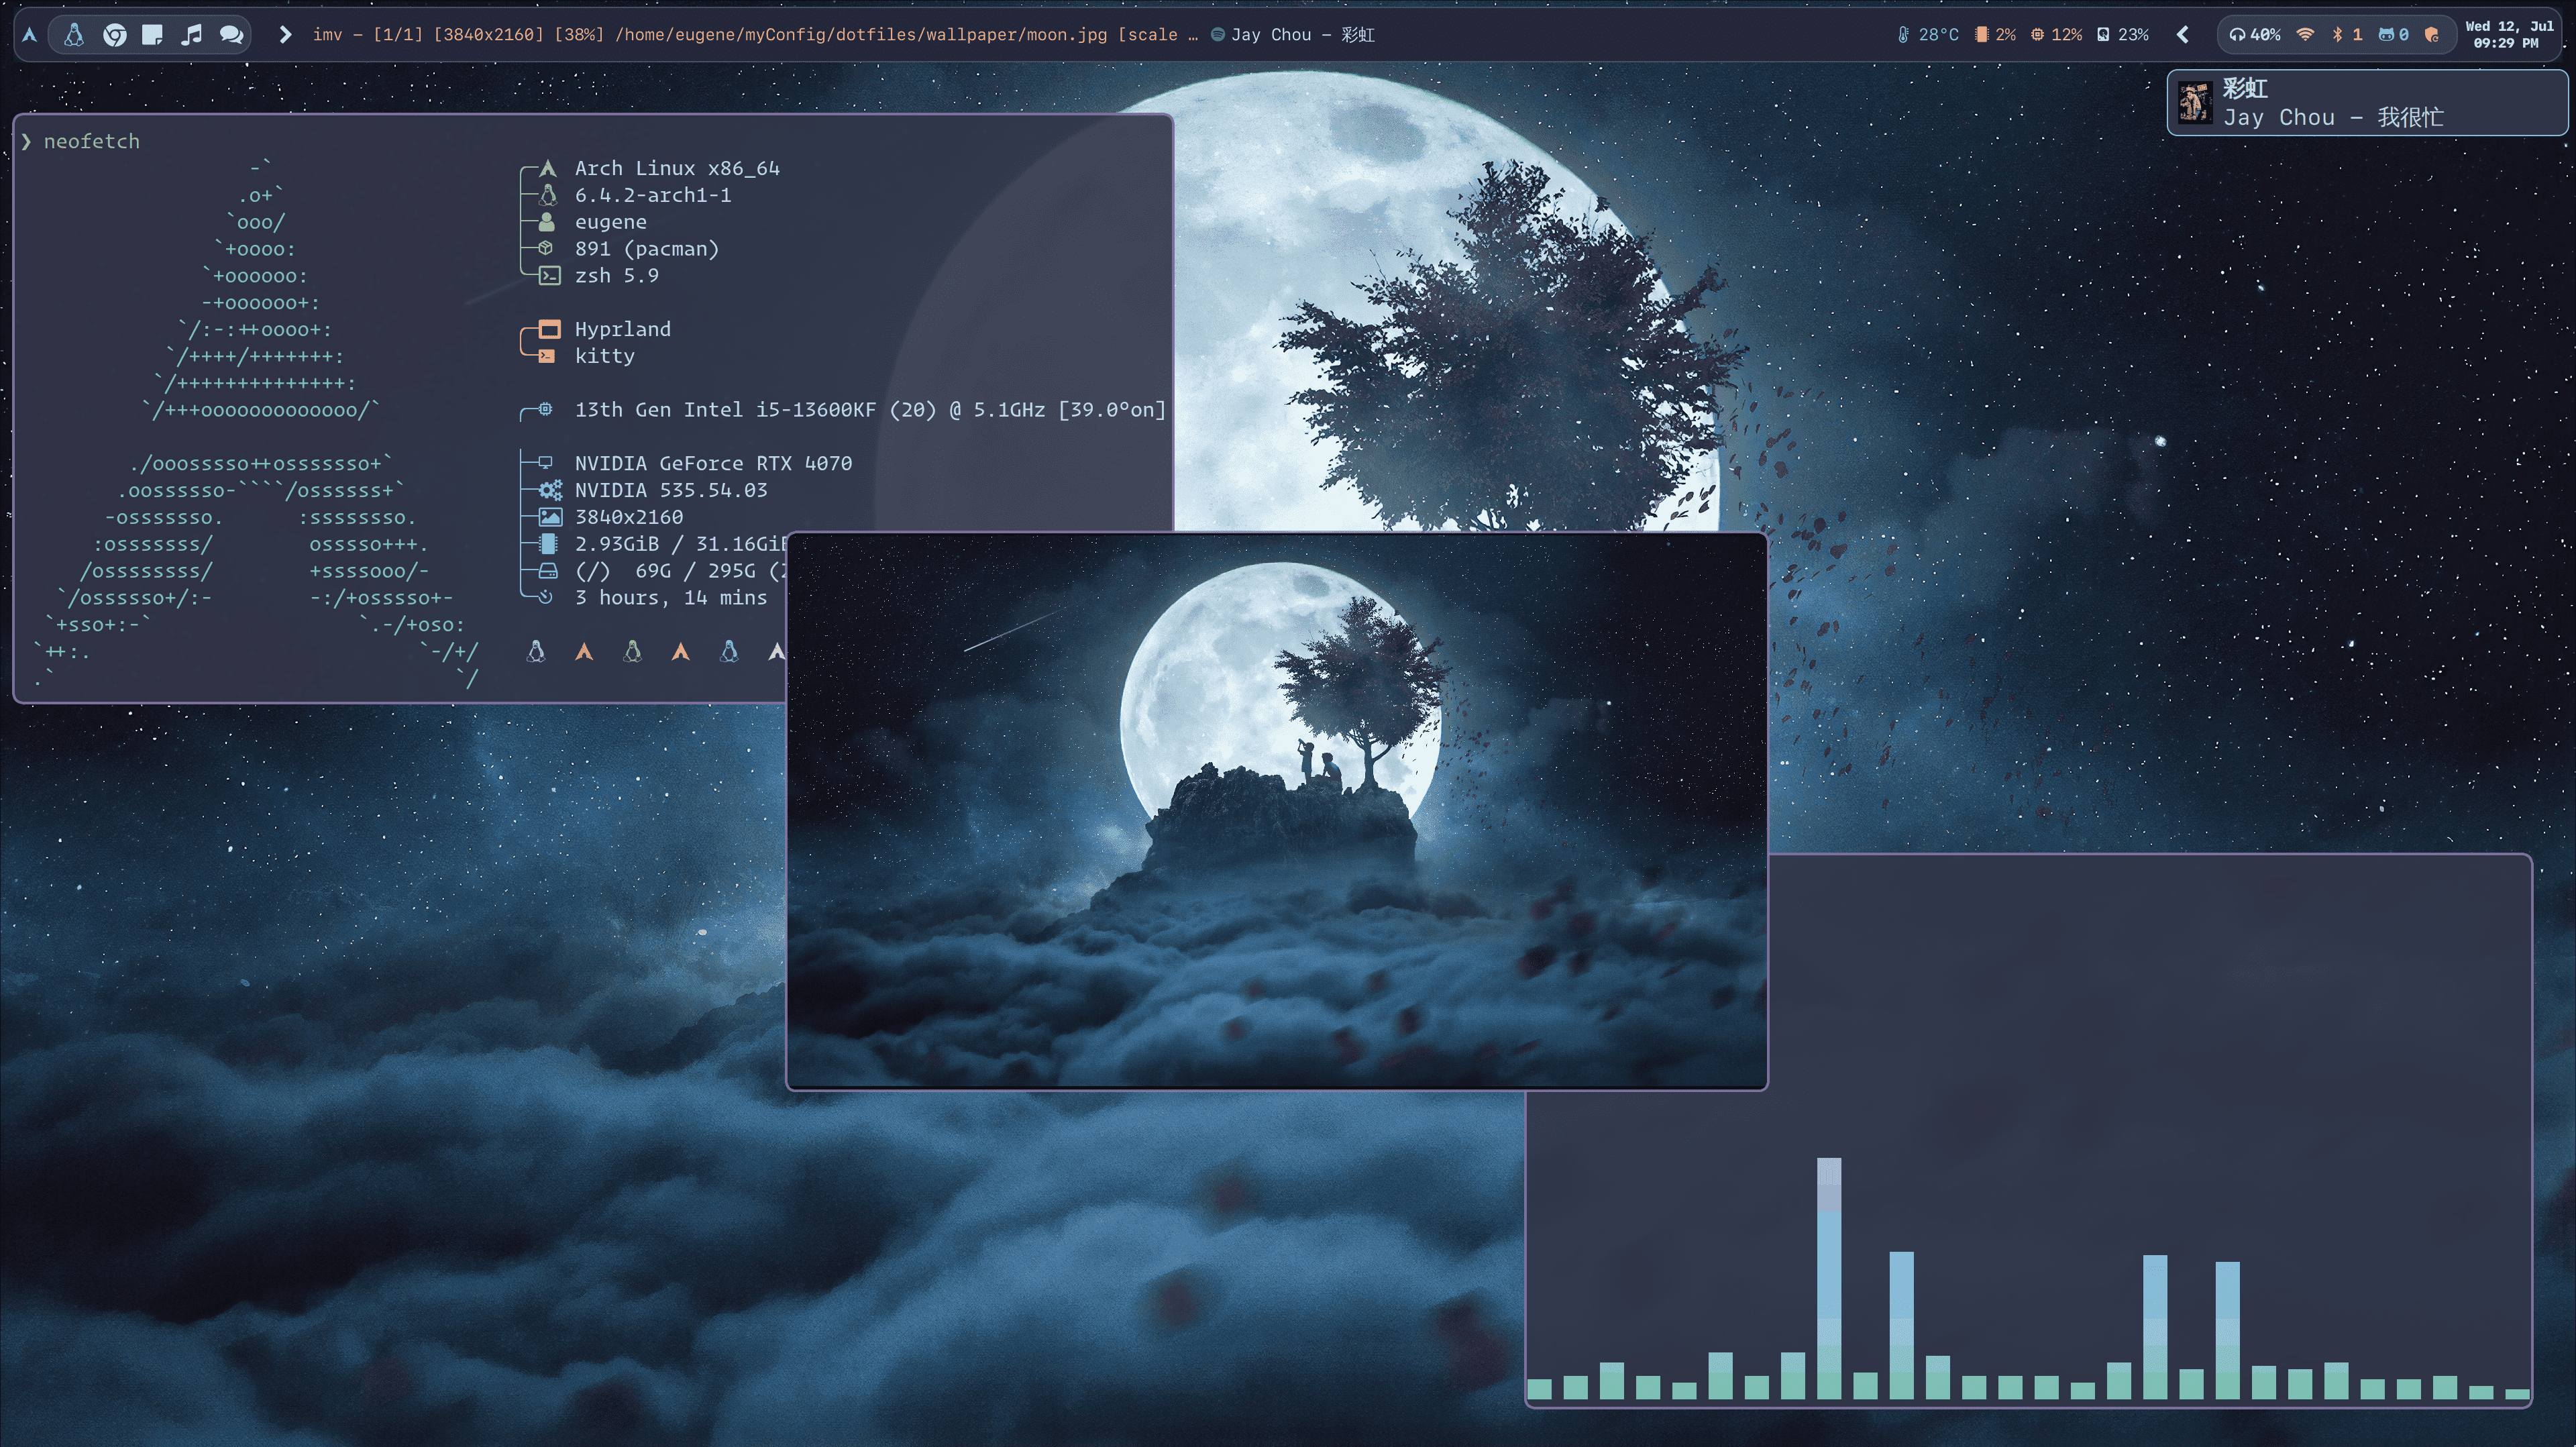 imv - [1/1] [3840x2160] [38%] /home/eugene/myConfig/dotfiles/wallpaper/moon.jpg [scale …
Jay Chou - 彩虹
28°C 2% 12% 23%
40% 1 0
Wed 12, Jul
09:29 PM
彩虹
Jay Chou - 我很忙
❯ neofetch
-`
.o+`
`ooo/
`+oooo:
`+oooooo:
-+oooooo+:
`/:-:++oooo+:
`/++++/+++++++:
`/++++++++++++++:
`/+++ooooooooooooo/`
./ooosssso++osssssso+`
.oossssso-````/ossssss+`
-osssssso. :ssssssso.
:osssssss/ osssso+++.
/ossssssss/ +ssssooo/-
`/ossssso+/:- -:/+osssso+-
`+sso+:-` `.-/+oso:
`++:. `-/+/
.` `/
Arch Linux x86_64
6.4.2-arch1-1
eugene
891 (pacman)
zsh 5.9
Hyprland
kitty
13th Gen Intel i5-13600KF (20) @ 5.1GHz [39.0°on]
NVIDIA GeForce RTX 4070
NVIDIA 535.54.03
3840x2160
2.93GiB / 31.16GiB
(/) 69G / 295G (2
3 hours, 14 mins